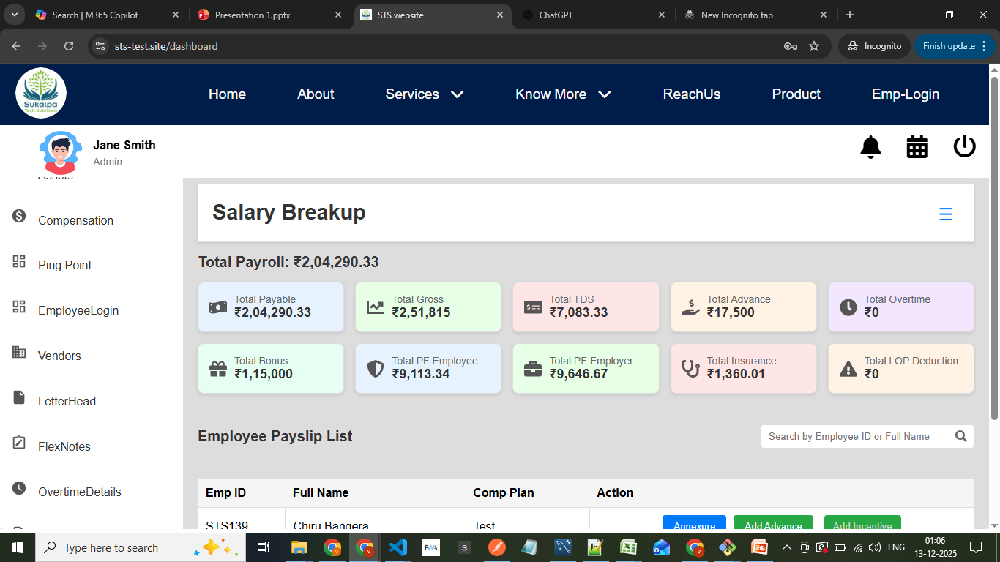 Search | M365 Copilot
Presentation 1.pptx
STS website
ChatGPT
New Incognito tab
sts-test.site/dashboard
Incognito
Finish update
Sukalpa
Tech Solutions
Home
About
Services
Know More
ReachUs
Product
Emp-Login
Jane Smith
Admin
Assets
Compensation
Ping Point
EmployeeLogin
Vendors
LetterHead
FlexNotes
OvertimeDetails
Salary Breakup
Total Payroll: ₹2,04,290.33
Total Payable
₹2,04,290.33
Total Gross
₹2,51,815
Total TDS
₹7,083.33
Total Advance
₹17,500
Total Overtime
₹0
Total Bonus
₹1,15,000
Total PF Employee
₹9,113.34
Total PF Employer
₹9,646.67
Total Insurance
₹1,360.01
Total LOP Deduction
₹0
Employee Payslip List
Search by Employee ID or Full Name
Emp ID Full Name Comp Plan Action
STS139 Chiru Bangera Test Annexure Add Advance Add Incentive
Type here to search
PWA
S
ENG
01:06
13-12-2025